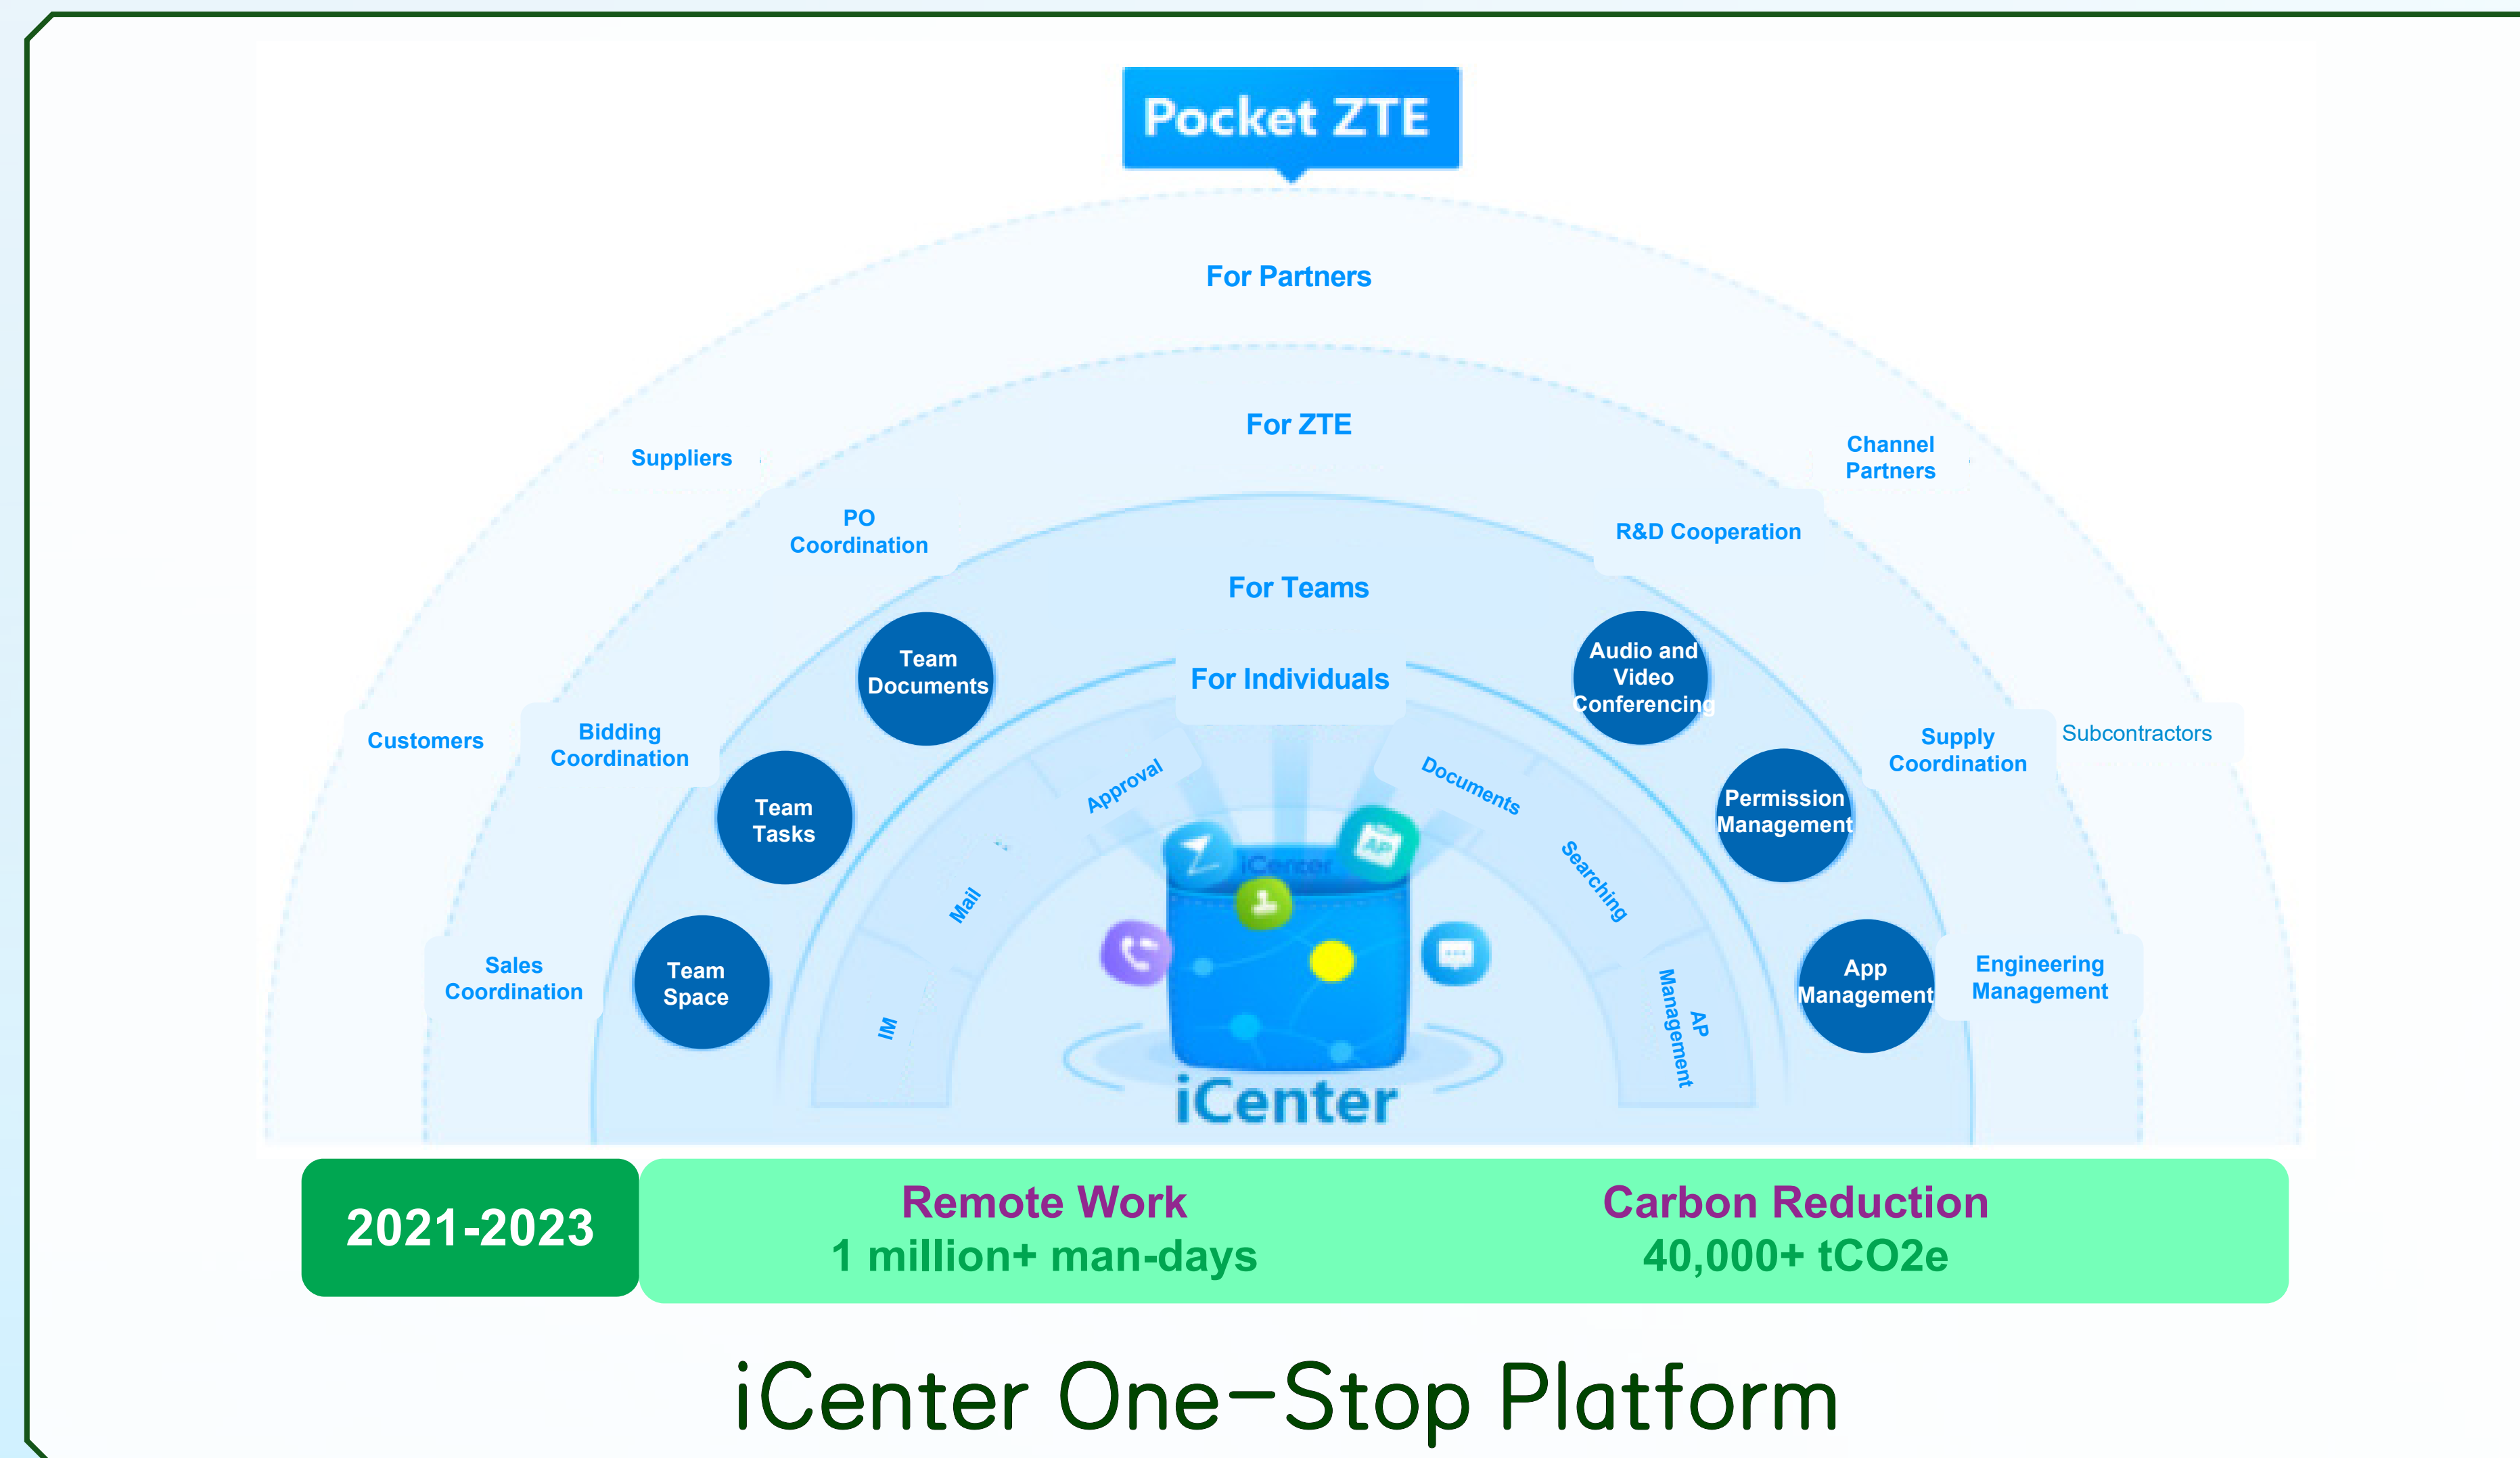 Pocket ZTE
For Partners
For ZTE
Suppliers
Channel
Partners
PO
Coordination
R&D Cooperation
For Teams
Team
Documents
Audio and
Video
Conferencing
For Individuals
Customers
Bidding
Coordination
Supply
Coordination
Subcontractors
Approval
Documents
Team
Tasks
Permission
Management
Mail
iCenter
AP
Searching
Sales
Coordination
Team
Space
IM
AP
Management
App
Management
Engineering
Management
iCenter
2021-2023
Remote Work
1 million+ man-days
Carbon Reduction
40,000+ tCO2e
iCenter One-Stop Platform